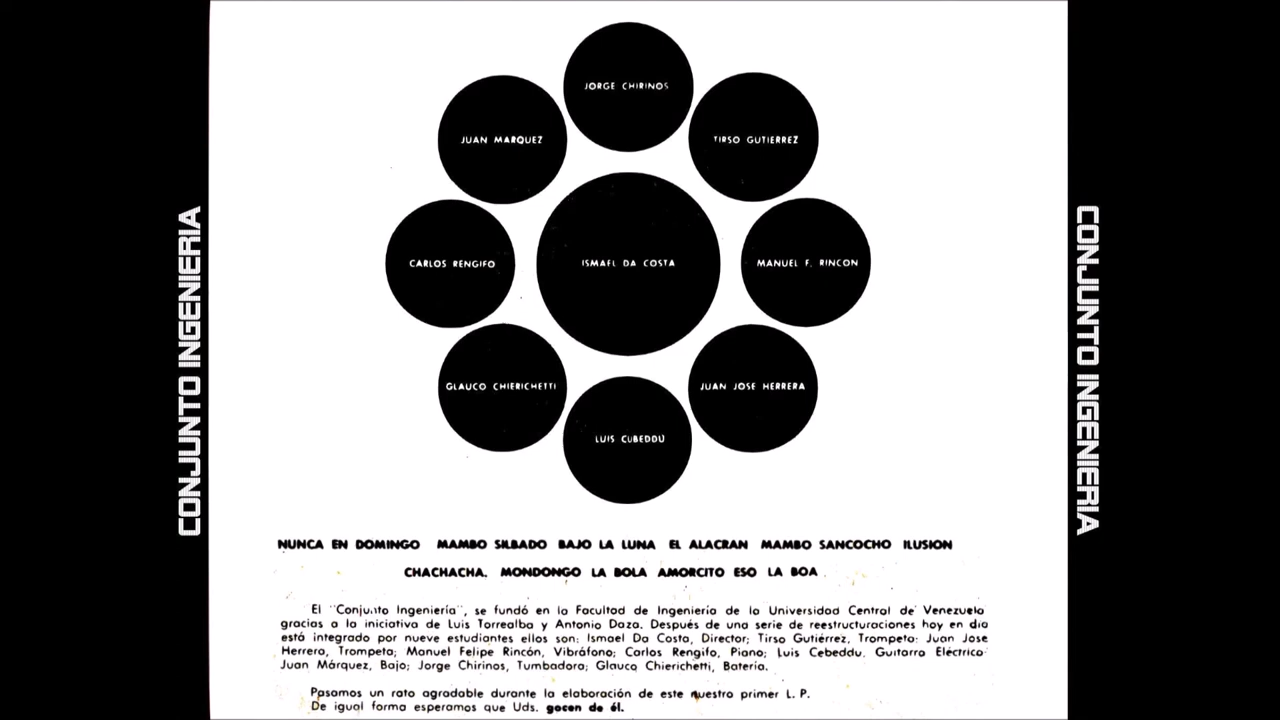 CONJUNTO INGENIERIA
JORGE CHIRINOS
JUAN MARQUEZ
TIRSO GUTIERREZ
CARLOS RENGIFO
ISMAEL DA COSTA
MANUEL F. RINCON
GLAUCO CHIERICHETTI
JUAN JOSE HERRERA
LUIS CUBEDDU
NUNCA EN DOMINGO MAMBO SILBADO BAJO LA LUNA EL ALACRAN MAMBO SANCOCHO ILUSION
CHACHACHA. MONDONGO LA BOLA AMORCITO ESO LA BOA
El "Conjunto Ingeniería", se fundó en la Facultad de Ingeniería de la Universidad Central de Venezuela
gracias a la iniciativa de Luis Torrealba y Antonio Daza. Después de una serie de reestructuraciones hoy en dia
está integrado por nueve estudiantes ellos son: Ismael Da Costa, Director; Tirso Gutiérrez, Trompeta: Juan Jose
Herrera, Trompeta; Manuel Felipe Rincón, Vibráfono; Carlos Rengifo, Piano; Luis Cebeddu. Guitarra Eléctrico
Juan Márquez, Bajo; Jorge Chirinos, Tumbadora; Glauco Chierichetti, Batería.
Pasamos un rato agradable durante la elaboración de este nuestro primer L. P.
De igual forma esperamos que Uds. gocen de él.
CONJUNTO INGENIERIA